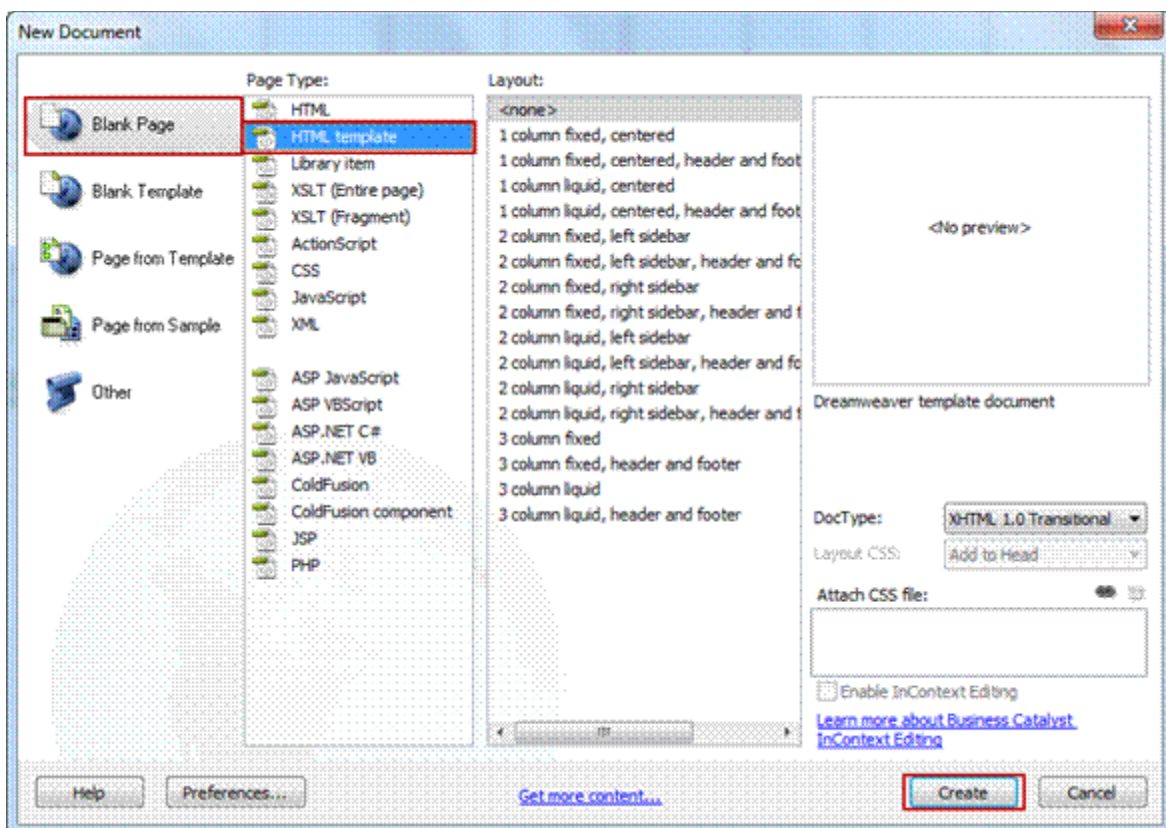 New Document
Blank Page
Blank Template
Page from Template
Page from Sample
Other
Page Type:
HTML
HTML template
Library item
XSLT (Entire page)
XSLT (Fragment)
ActionScript
CSS
JavaScript
XML
ASP JavaScript
ASP VBScript
ASP.NET C#
ASP.NET VB
ColdFusion
ColdFusion component
JSP
PHP
Layout:
<none>
1 column fixed, centered
1 column fixed, centered, header and foot
1 column liquid, centered
1 column liquid, centered, header and foot
2 column fixed, left sidebar
2 column fixed, left sidebar, header and fo
2 column fixed, right sidebar
2 column fixed, right sidebar, header and f
2 column liquid, left sidebar
2 column liquid, left sidebar, header and fo
2 column liquid, right sidebar
2 column liquid, right sidebar, header and f
3 column fixed
3 column fixed, header and footer
3 column liquid
3 column liquid, header and footer
<No preview>
Dreamweaver template document
DocType: XHTML 1.0 Transitional
Layout CSS: Add to Head
Attach CSS file:
Enable InContext Editing
Learn more about Business Catalyst
InContext Editing
Help Preferences... Get more content... Create Cancel